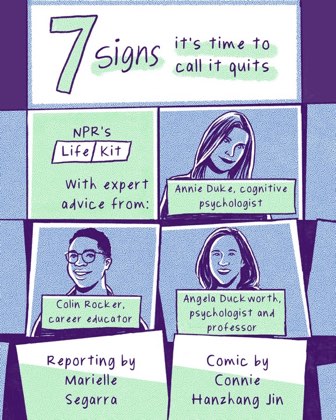 7 signs it's time to
call it quits
NPR's
Life/Kit
With expert
advice from:
Annie Duke, cognitive
psychologist
Colin Rocker,
career educator
Angela Duckworth,
psychologist and
professor
Reporting by
Marielle
Segarra
Comic by
Connie
Hanzhang Jin